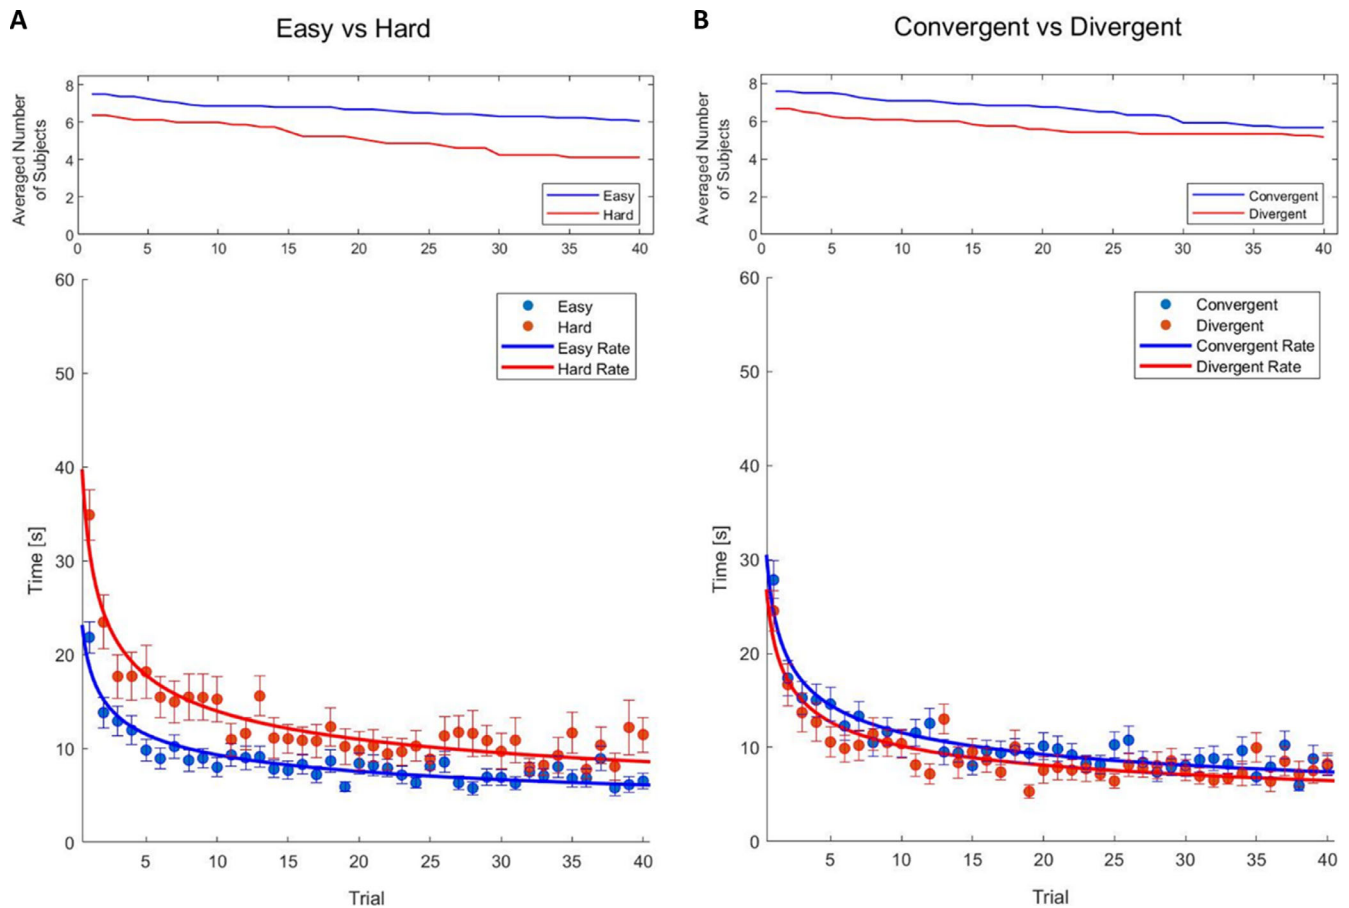 A
Easy vs Hard
Averaged Number
of Subjects
8
6
4
2
0
Easy
Hard
0 5 10 15 20 25 30 35 40
60
50
40
30
20
10
0
Time [s]
Easy
Hard
Easy Rate
Hard Rate
5 10 15 20 25 30 35 40
Trial
B
Convergent vs Divergent
Averaged Number
of Subjects
8
6
4
2
0
Convergent
Divergent
0 5 10 15 20 25 30 35 40
60
50
40
30
20
10
0
Time [s]
Convergent
Divergent
Convergent Rate
Divergent Rate
5 10 15 20 25 30 35 40
Trial